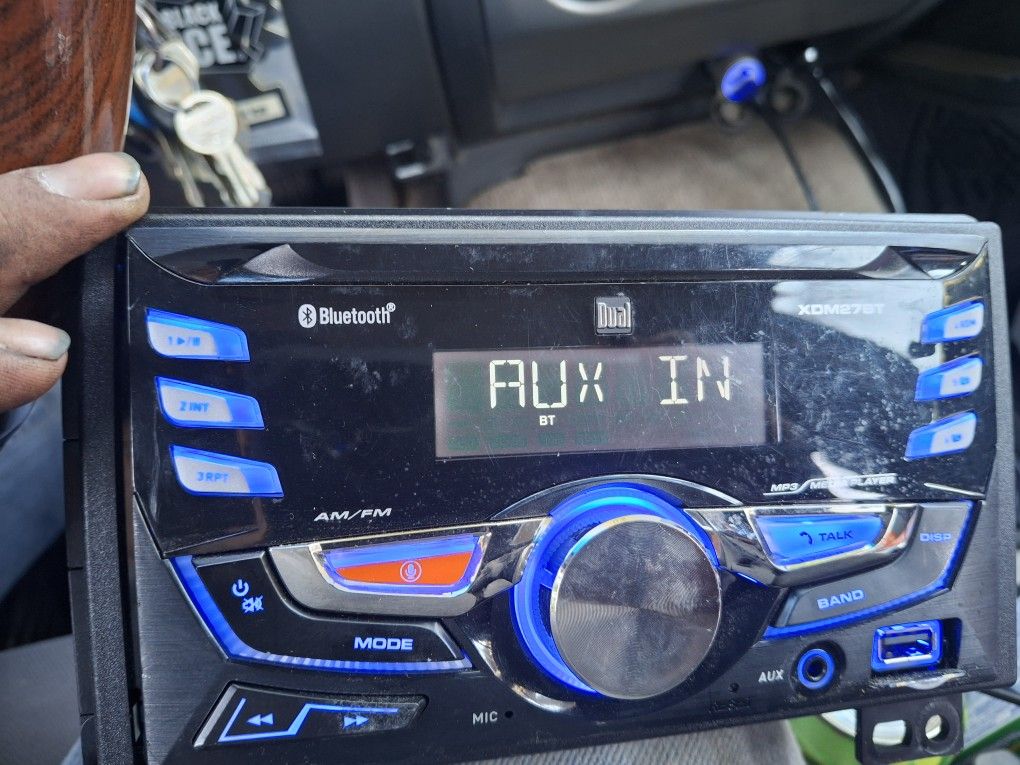 BLACK
ICE
Bluetooth®
Dual
XDM27BT
1 ▶/II
2 INT
3 RPT
AUX IN
BT
MP3 / MEDIA PLAYER
AM/FM
TALK
DISP
BAND
MODE
AUX
MIC